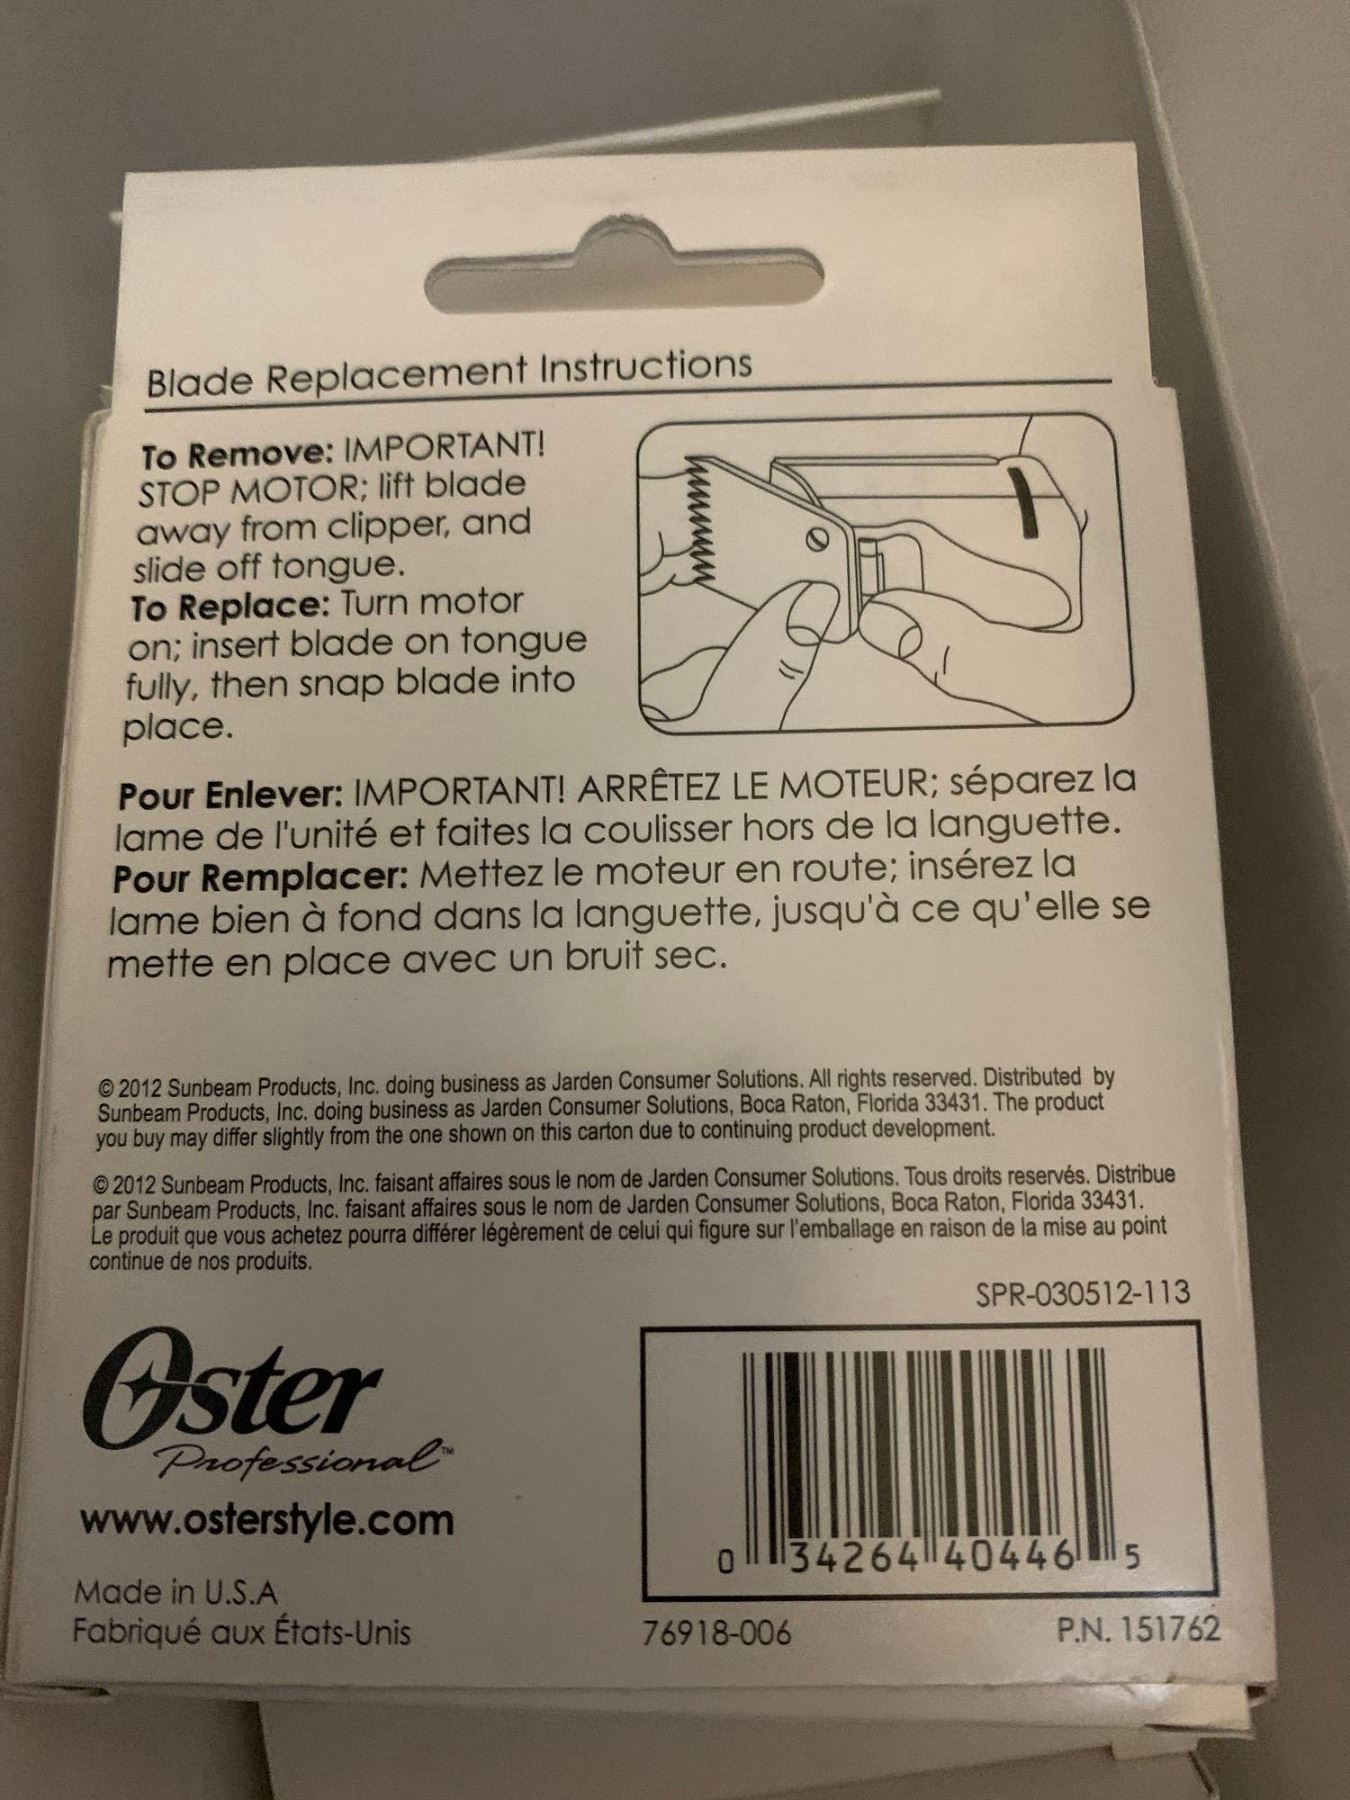 Blade Replacement Instructions
To Remove: IMPORTANT!
STOP MOTOR; lift blade
away from clipper, and
slide off tongue.
To Replace: Turn motor
on; insert blade on tongue
fully, then snap blade into
place.
Pour Enlever: IMPORTANT! ARRÊTEZ LE MOTEUR; séparez la
lame de l'unité et faites la coulisser hors de la languette.
Pour Remplacer: Mettez le moteur en route; insérez la
lame bien à fond dans la languette, jusqu'à ce qu'elle se
mette en place avec un bruit sec.
© 2012 Sunbeam Products, Inc. doing business as Jarden Consumer Solutions. All rights reserved. Distributed by
Sunbeam Products, Inc. doing business as Jarden Consumer Solutions, Boca Raton, Florida 33431. The product
you buy may differ slightly from the one shown on this carton due to continuing product development.
© 2012 Sunbeam Products, Inc. faisant affaires sous le nom de Jarden Consumer Solutions. Tous droits reservés. Distribue
par Sunbeam Products, Inc. faisant affaires sous le nom de Jarden Consumer Solutions, Boca Raton, Florida 33431.
Le produit que vous achetez pourra différer légèrement de celui qui figure sur l'emballage en raison de la mise au point
continue de nos produits.
SPR-030512-113
Oster
Professional™
www.osterstyle.com
Made in U.S.A
Fabriqué aux États-Unis
0 34264 40446 5
76918-006
P.N. 151762